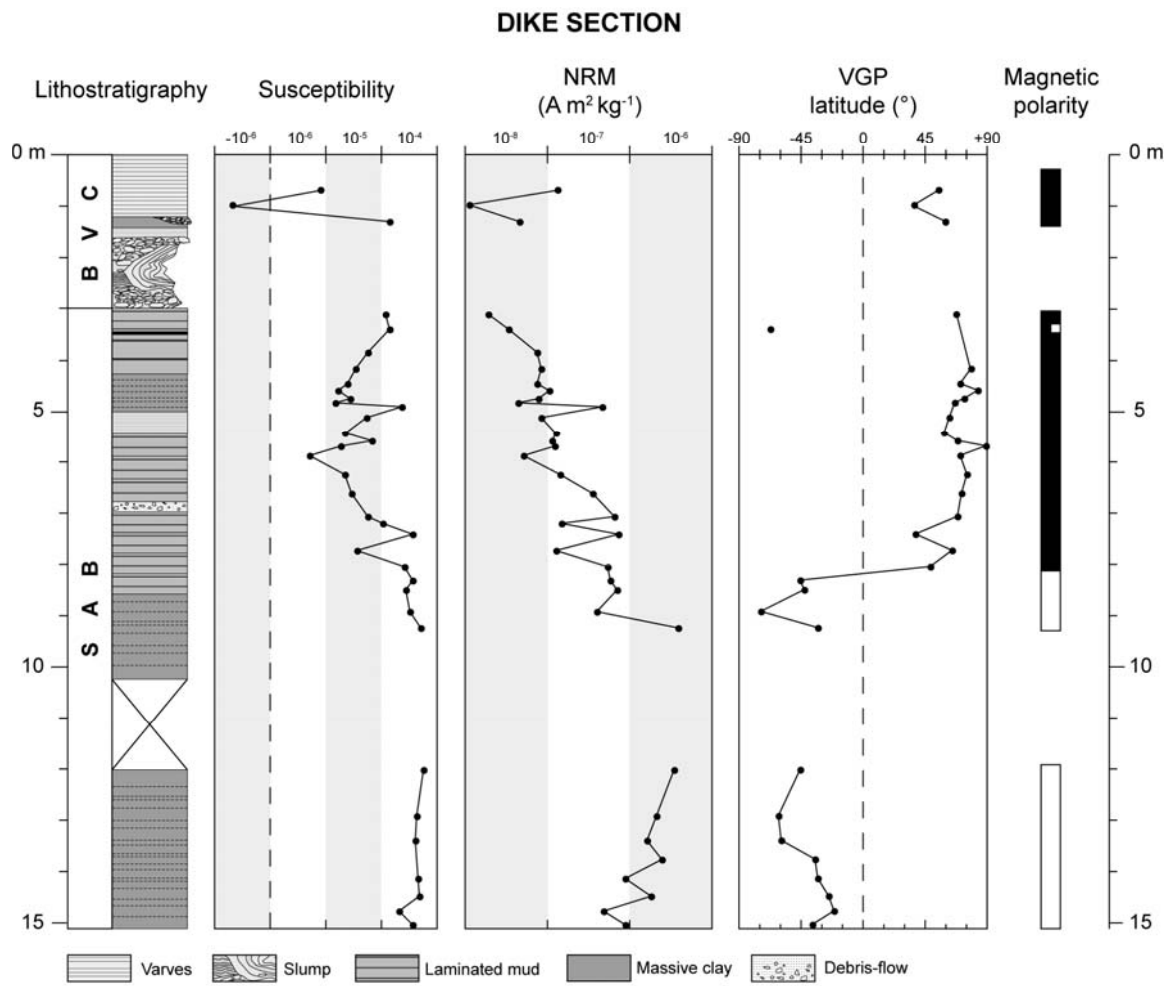 DIKE SECTION
Lithostratigraphy
Susceptibility
NRM
(A m² kg⁻¹)
VGP
latitude (°)
Magnetic
polarity
-10⁻⁶ 10⁻⁶ 10⁻⁵ 10⁻⁴
10⁻⁸ 10⁻⁷ 10⁻⁶
-90 -45 0 45 +90
0 m
0 m
B V C
5
5
S A B
10
10
15
15
Varves
Slump
Laminated mud
Massive clay
Debris-flow